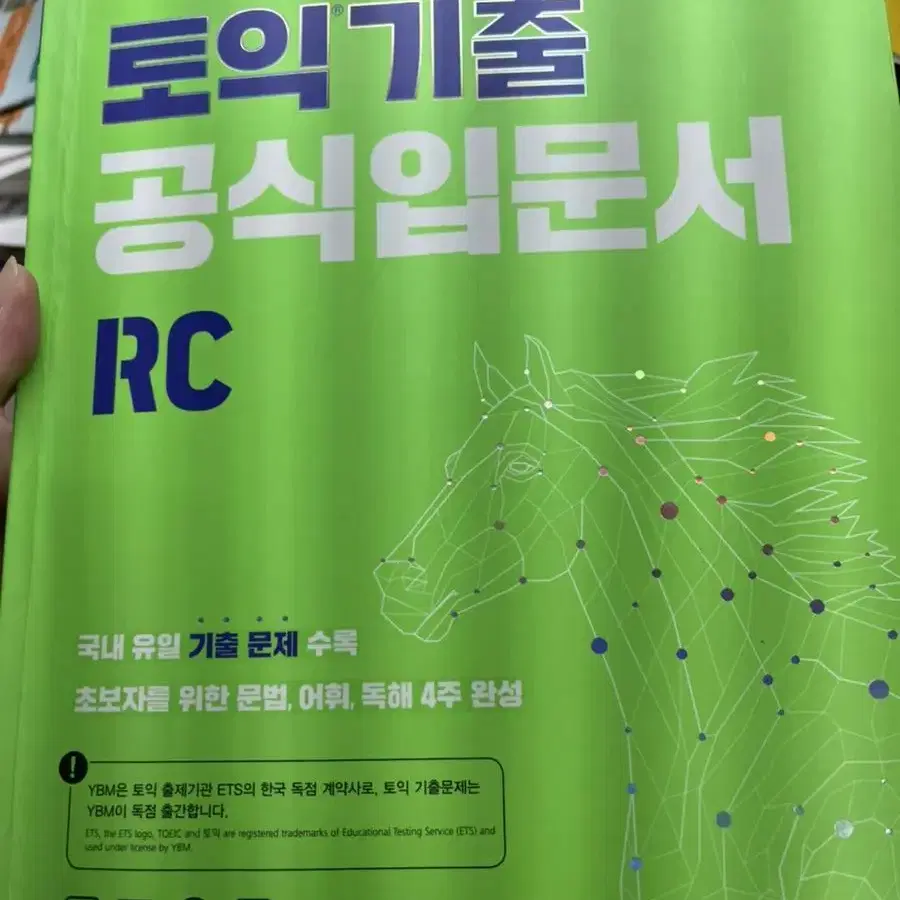 토익® 기출
공식입문서
RC
국내 유일 기출 문제 수록
초보자를 위한 문법, 어휘, 독해 4주 완성
!
YBM은 토익 출제기관 ETS의 한국 독점 계약사로, 토익 기출문제는
YBM이 독점 출간합니다.
ETS, the ETS logo, TOEIC and 토익 are registered trademarks of Educational Testing Service (ETS) and
used under license by YBM.